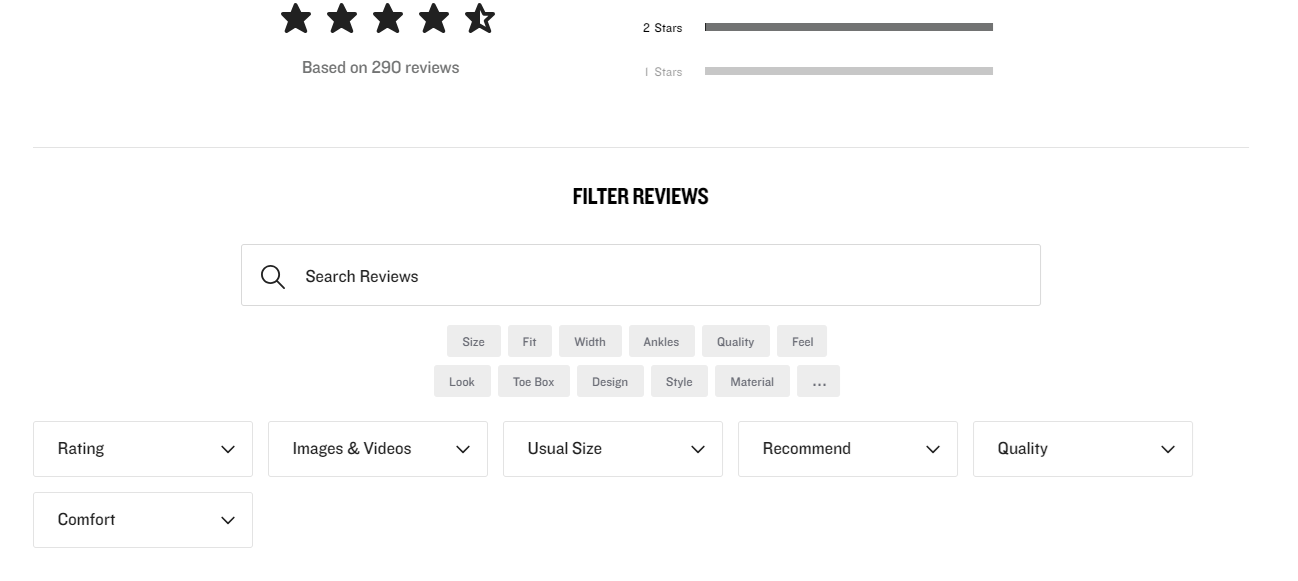 2 Stars
Based on 290 reviews
1 Stars
FILTER REVIEWS
Search Reviews
Size Fit Width Ankles Quality Feel
Look Toe Box Design Style Material ...
Rating Images & Videos Usual Size Recommend Quality
Comfort